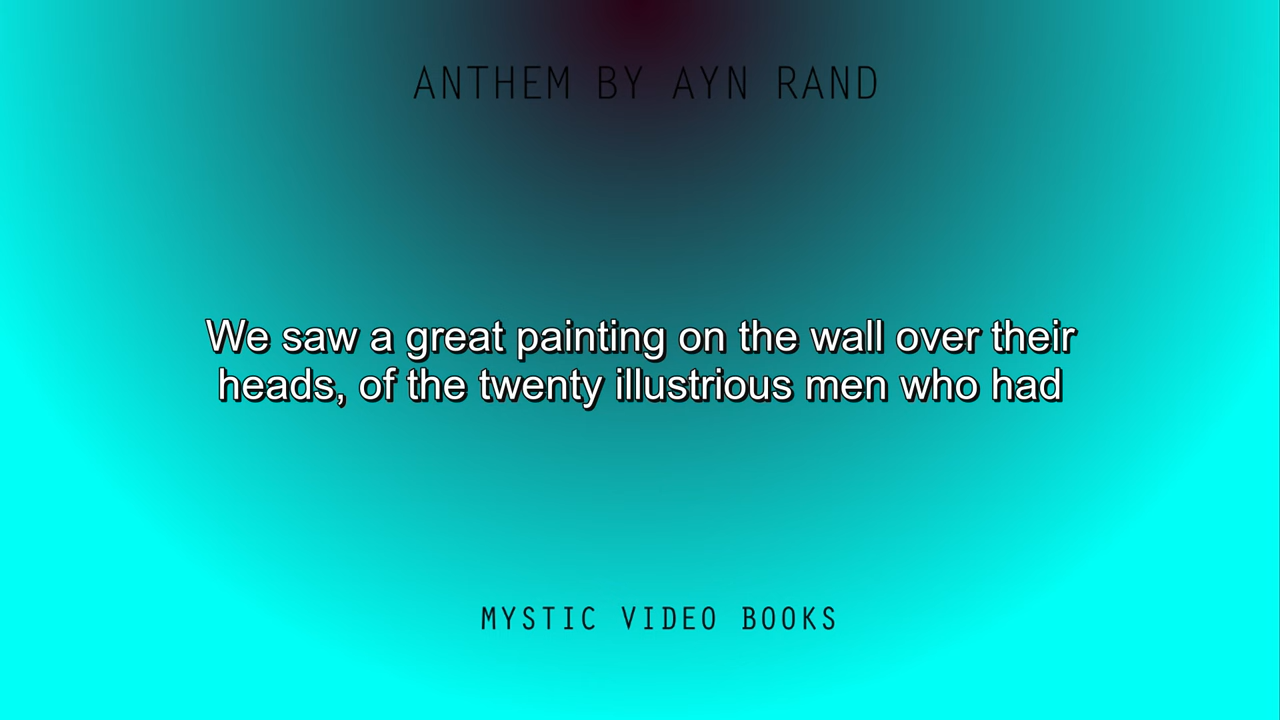 ANTHEM BY AYN RAND
We saw a great painting on the wall over their
heads, of the twenty illustrious men who had
MYSTIC VIDEO BOOKS